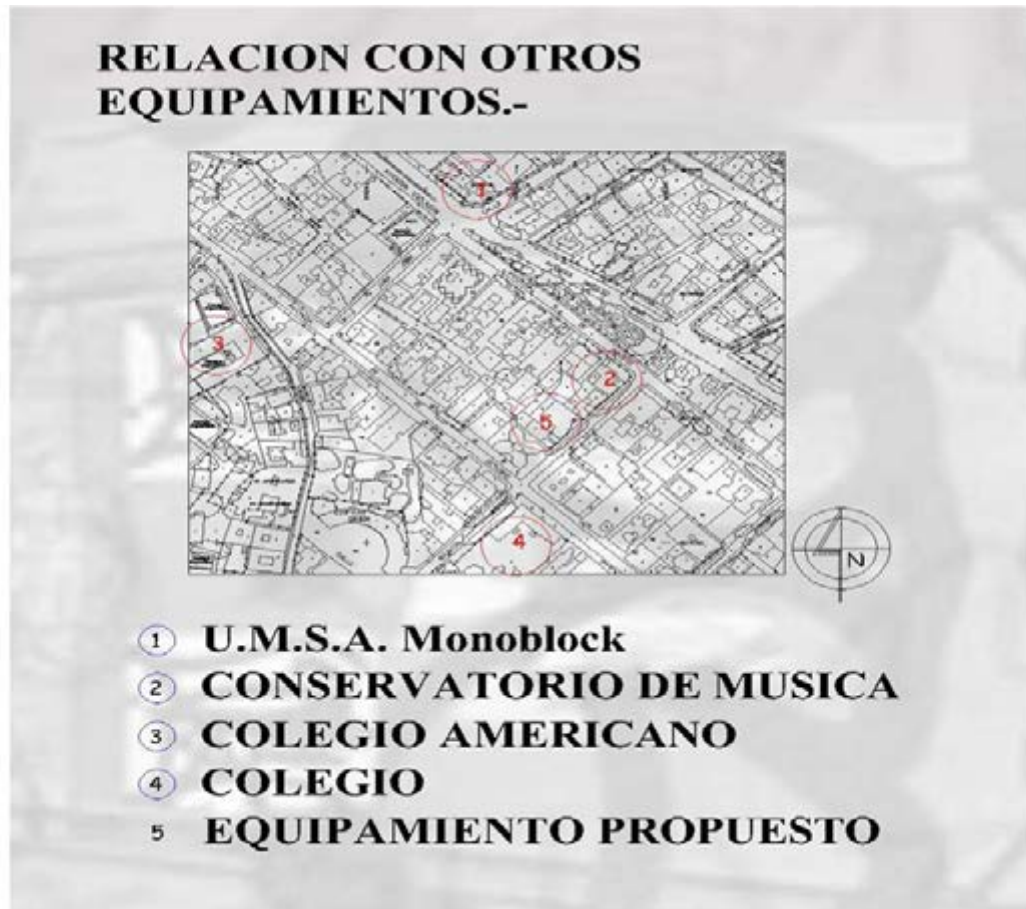 RELACION CON OTROS
EQUIPAMIENTOS.-
1
3
2
5
4
N
1 U.M.S.A. Monoblock
2 CONSERVATORIO DE MUSICA
3 COLEGIO AMERICANO
4 COLEGIO
5 EQUIPAMIENTO PROPUESTO